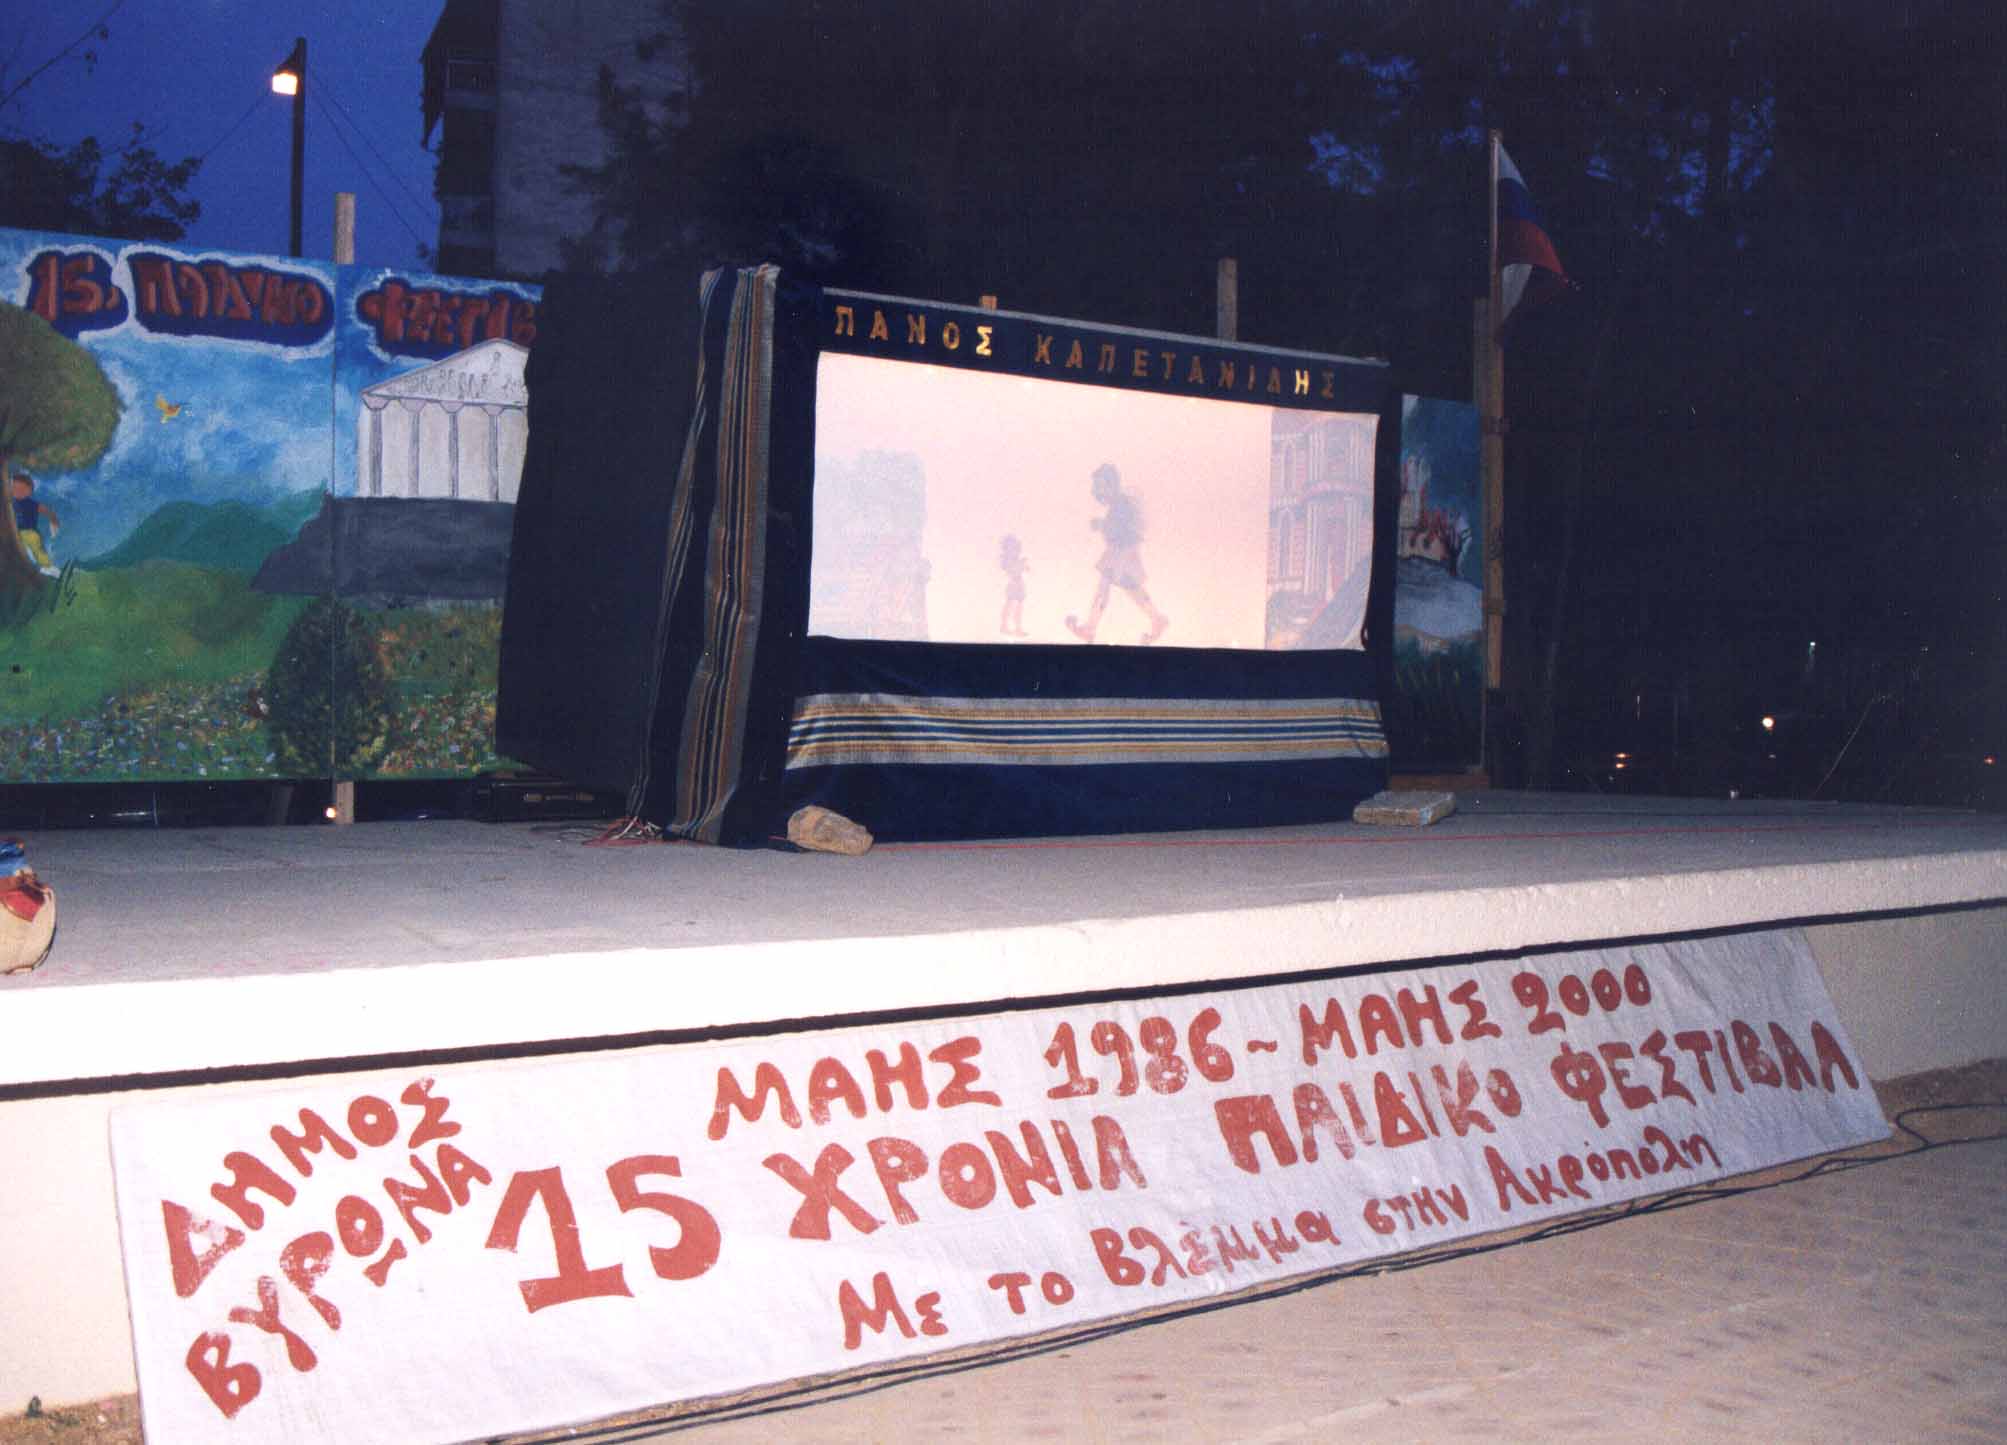 15. ΠΑΙΔΙΚΟ ΦΕΣΤΙΒ
ΠΑΝΟΣ ΚΑΠΕΤΑΝΙΔΗΣ
ΔΗΜΟΣ
ΒΥΡΩΝΑ
ΜΑΗΣ 1986 ~ ΜΑΗΣ 2000
15 ΧΡΟΝΙΑ ΠΑΙΔΙΚΟ ΦΕΣΤΙΒΑΛ
Με το Βλέμμα στην Ακρόπολη